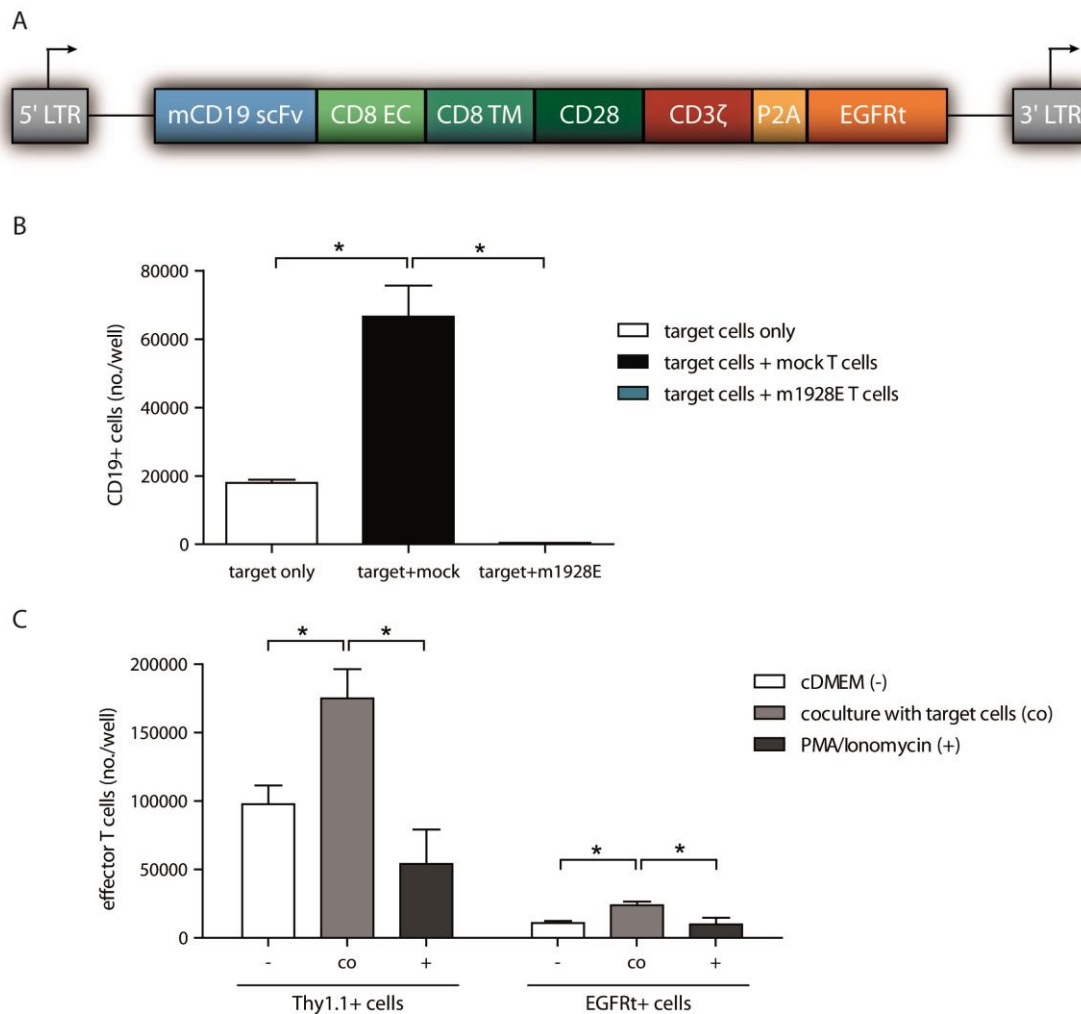 A
5' LTR mCD19 scFv CD8 EC CD8 TM CD28 CD3ζ P2A EGFRt 3' LTR
B
* *
80000
60000
40000
20000
0
CD19+ cells (no./well)
target only target+mock target+m1928E
target cells only
target cells + mock T cells
target cells + m1928E T cells
C
* *
* *
200000
150000
100000
50000
0
effector T cells (no./well)
- co + - co +
Thy1.1+ cells EGFRt+ cells
cDMEM (-)
coculture with target cells (co)
PMA/Ionomycin (+)